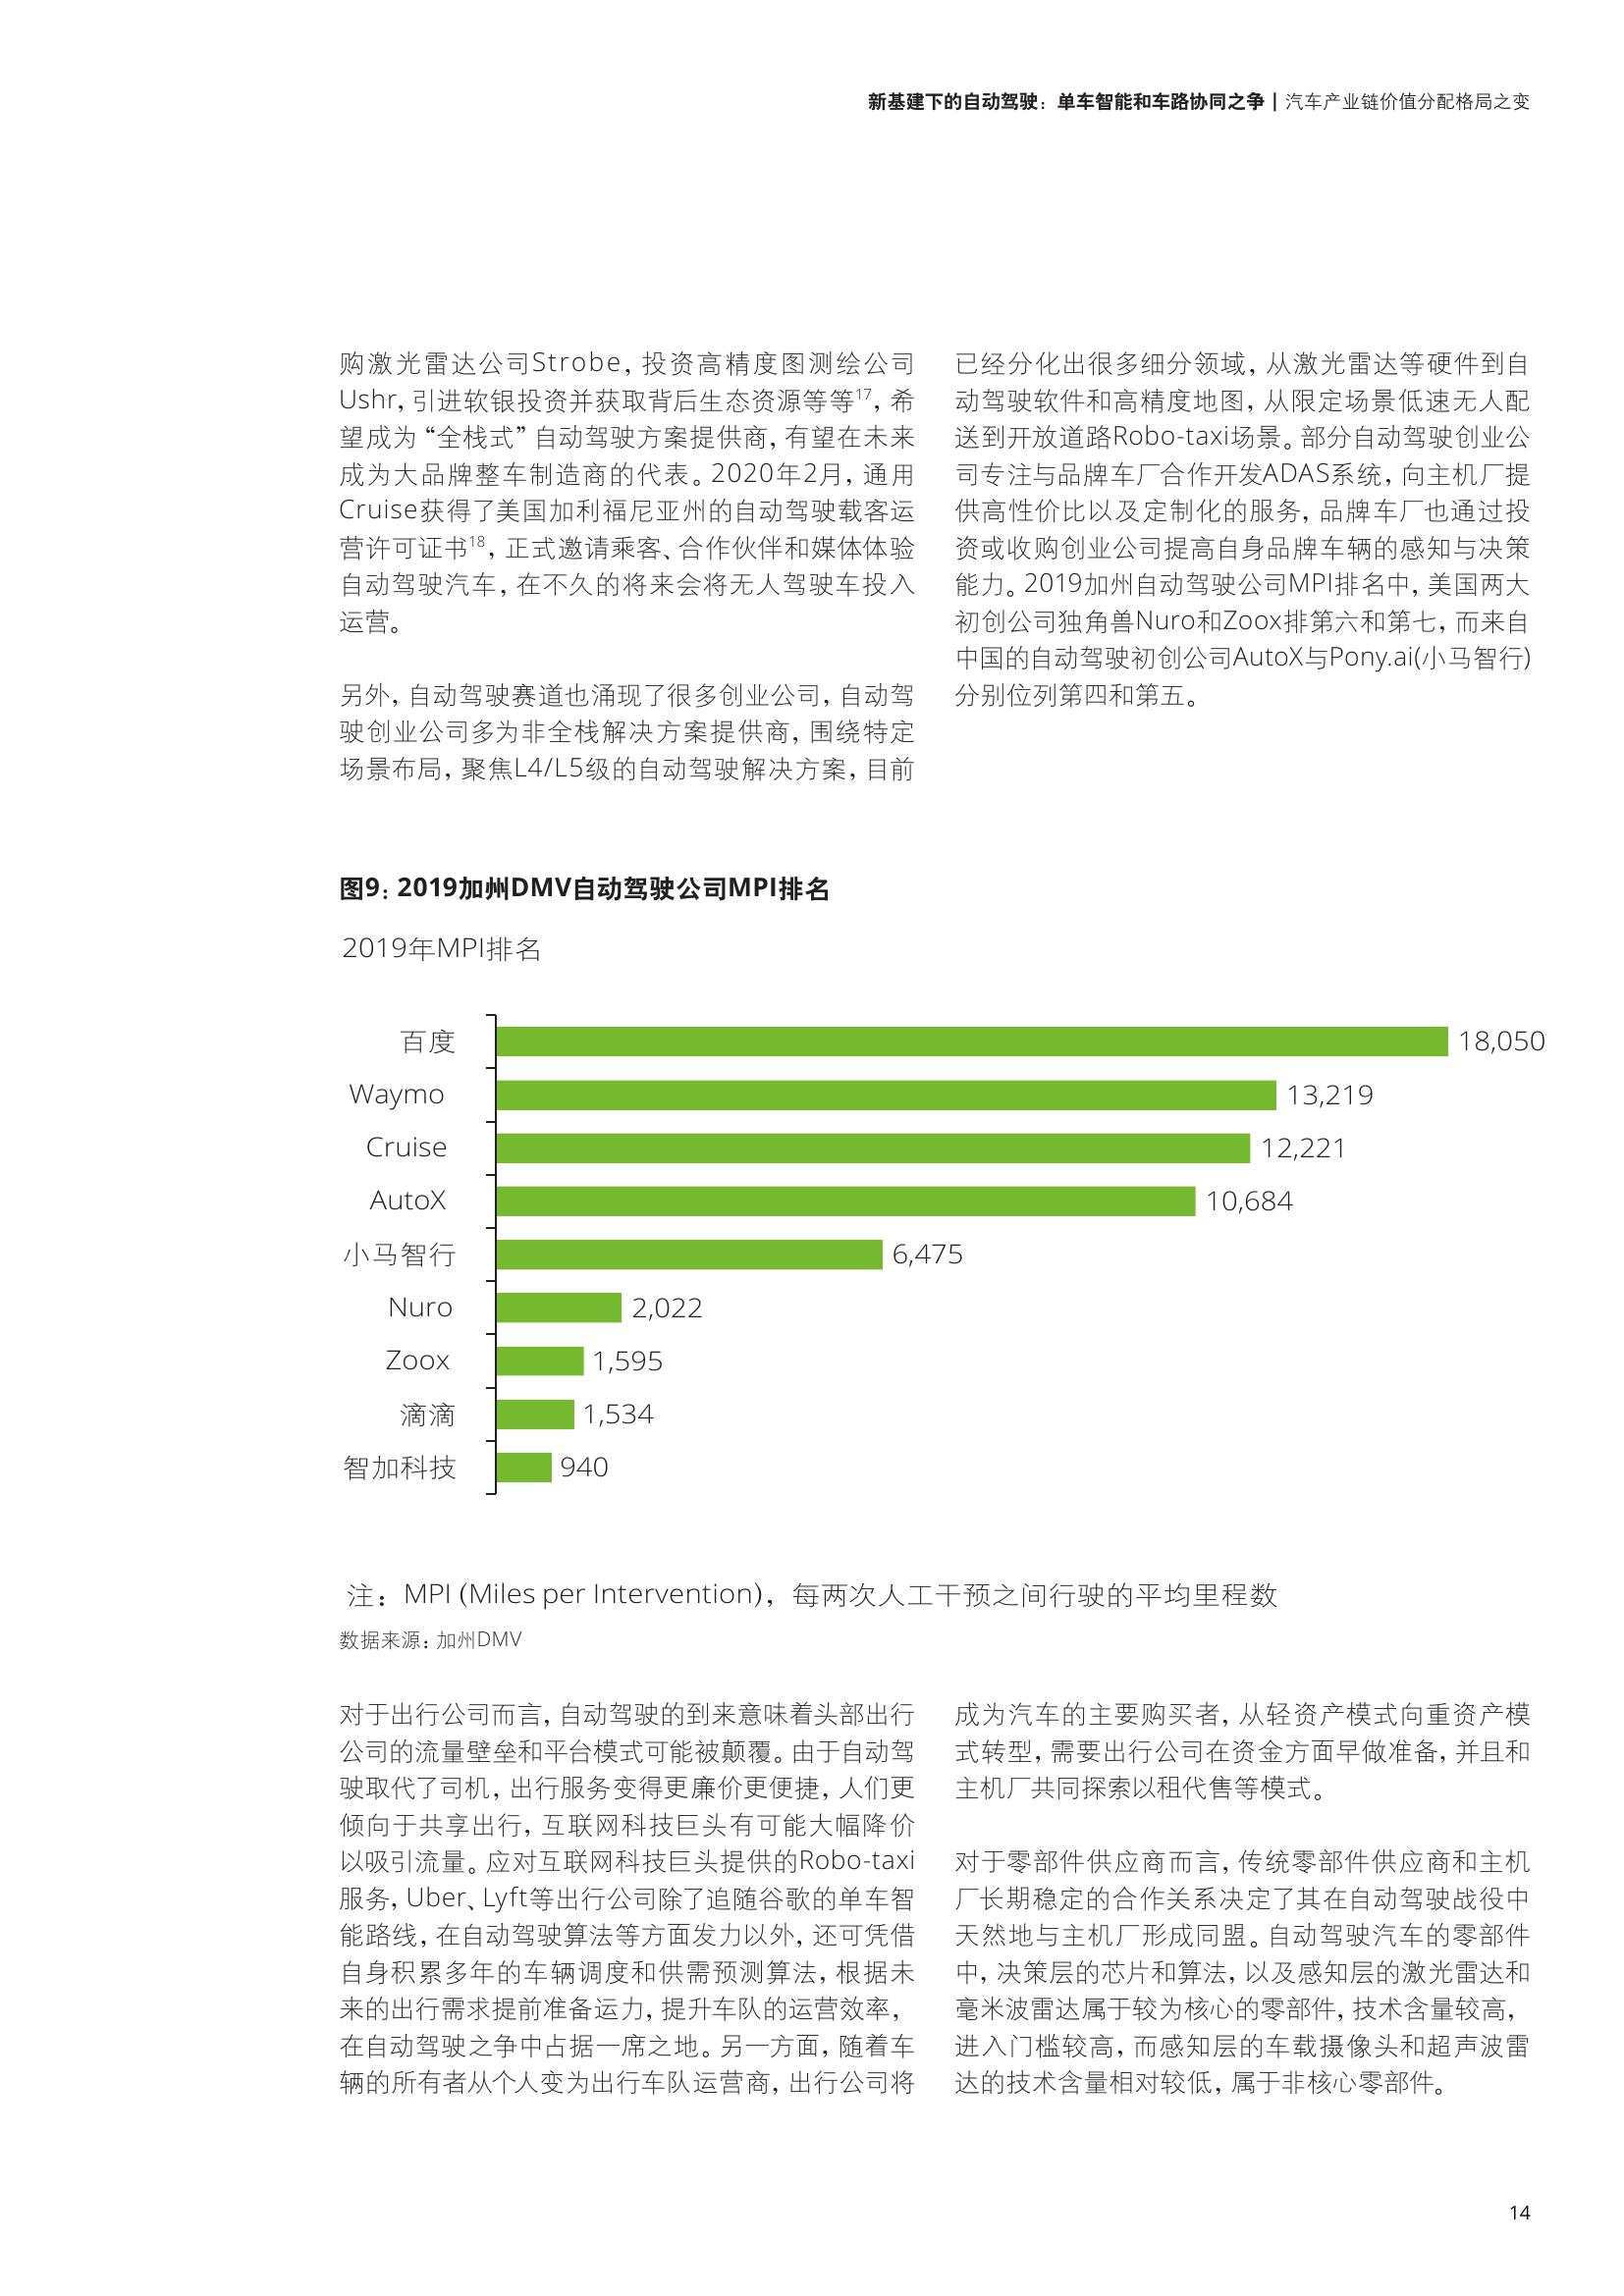 新基建下的自动驾驶：单车智能和车路协同之争 | 汽车产业链价值分配格局之变
购激光雷达公司Strobe，投资高精度图测绘公司
Ushr，引进软银投资并获取背后生态资源等等17，希
望成为“全栈式”自动驾驶方案提供商，有望在未来
成为大品牌整车制造商的代表。2020年2月，通用
Cruise获得了美国加利福尼亚州的自动驾驶载客运
营许可证书18，正式邀请乘客、合作伙伴和媒体体验
自动驾驶汽车，在不久的将来会将无人驾驶车投入
运营。
另外，自动驾驶赛道也涌现了很多创业公司，自动驾
驶创业公司多为非全栈解决方案提供商，围绕特定
场景布局，聚焦L4/L5级的自动驾驶解决方案，目前
已经分化出很多细分领域，从激光雷达等硬件到自
动驾驶软件和高精度地图，从限定场景低速无人配
送到开放道路Robo-taxi场景。部分自动驾驶创业公
司专注与品牌车厂合作开发ADAS系统，向主机厂提
供高性价比以及定制化的服务，品牌车厂也通过投
资或收购创业公司提高自身品牌车辆的感知与决策
能力。2019加州自动驾驶公司MPI排名中，美国两大
初创公司独角兽Nuro和Zoox排第六和第七，而来自
中国的自动驾驶初创公司AutoX与Pony.ai(小马智行)
分别位列第四和第五。
图9：2019加州DMV自动驾驶公司MPI排名
2019年MPI排名
百度 18,050
Waymo 13,219
Cruise 12,221
AutoX 10,684
小马智行 6,475
Nuro 2,022
Zoox 1,595
滴滴 1,534
智加科技 940
注：MPI (Miles per Intervention)，每两次人工干预之间行驶的平均里程数
数据来源：加州DMV
对于出行公司而言，自动驾驶的到来意味着头部出行
公司的流量壁垒和平台模式可能被颠覆。由于自动驾
驶取代了司机，出行服务变得更廉价更便捷，人们更
倾向于共享出行，互联网科技巨头有可能大幅降价
以吸引流量。应对互联网科技巨头提供的Robo-taxi
服务，Uber、Lyft等出行公司除了追随谷歌的单车智
能路线，在自动驾驶算法等方面发力以外，还可凭借
自身积累多年的车辆调度和供需预测算法，根据未
来的出行需求提前准备运力，提升车队的运营效率，
在自动驾驶之争中占据一席之地。另一方面，随着车
辆的所有者从个人变为出行车队运营商，出行公司将
成为汽车的主要购买者，从轻资产模式向重资产模
式转型，需要出行公司在资金方面早做准备，并且和
主机厂共同探索以租代售等模式。
对于零部件供应商而言，传统零部件供应商和主机
厂长期稳定的合作关系决定了其在自动驾驶战役中
天然地与主机厂形成同盟。自动驾驶汽车的零部件
中，决策层的芯片和算法，以及感知层的激光雷达和
毫米波雷达属于较为核心的零部件，技术含量较高，
进入门槛较高，而感知层的车载摄像头和超声波雷
达的技术含量相对较低，属于非核心零部件。
14